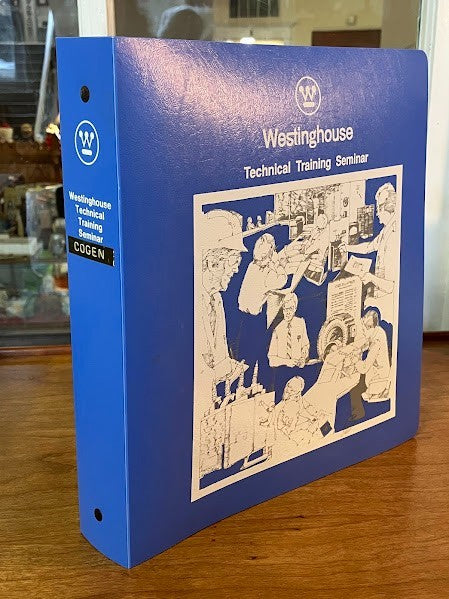 W
Westinghouse
Technical
Training
Seminar
COGEN
W
Westinghouse
Technical Training Seminar